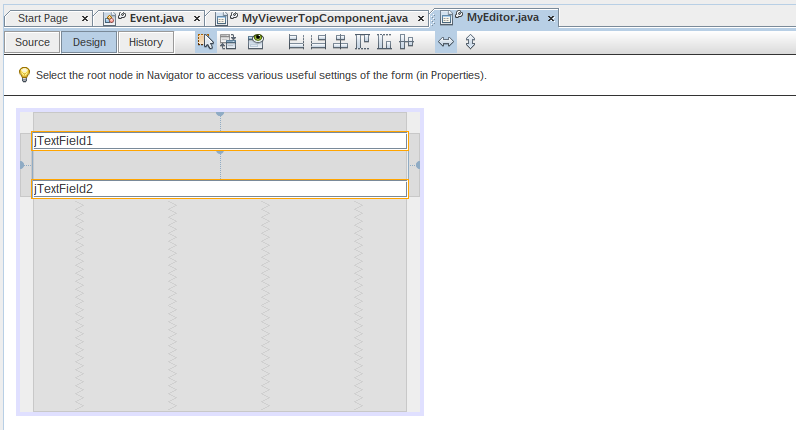 Start Page
Event.java
MyViewerTopComponent.java
MyEditor.java
Source
Design
History
Select the root node in Navigator to access various useful settings of the form (in Properties).
jTextField1
jTextField2